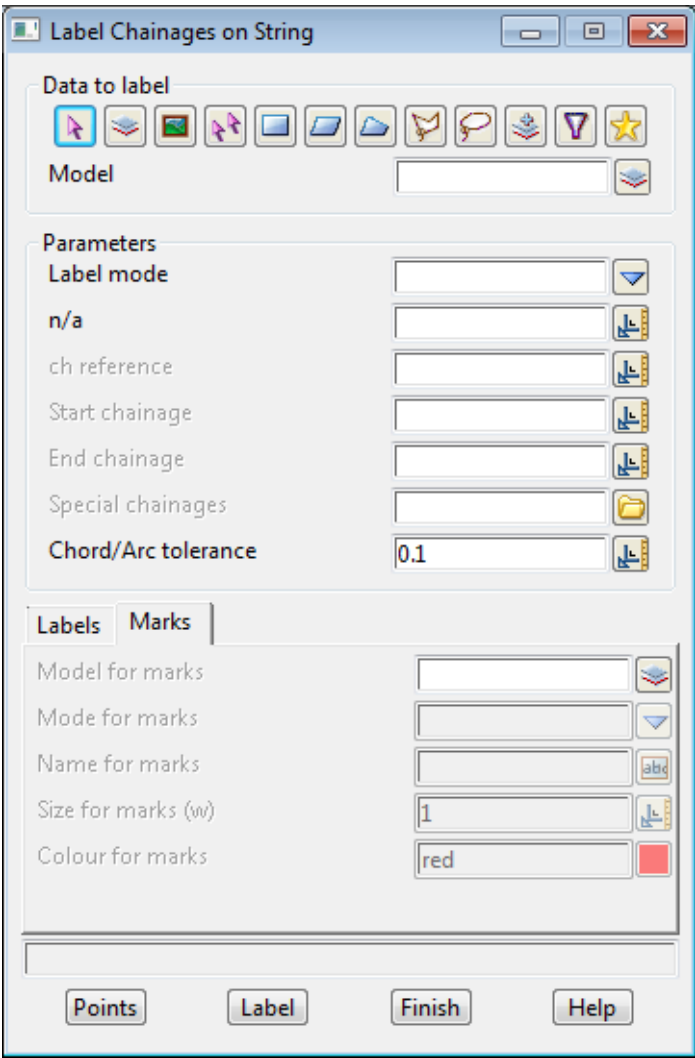 Label Chainages on String
Data to label
Model
Parameters
Label mode
n/a
ch reference
Start chainage
End chainage
Special chainages
Chord/Arc tolerance 0.1
Labels Marks
Model for marks
Mode for marks
Name for marks abc
Size for marks (w) 1
Colour for marks red
Points Label Finish Help